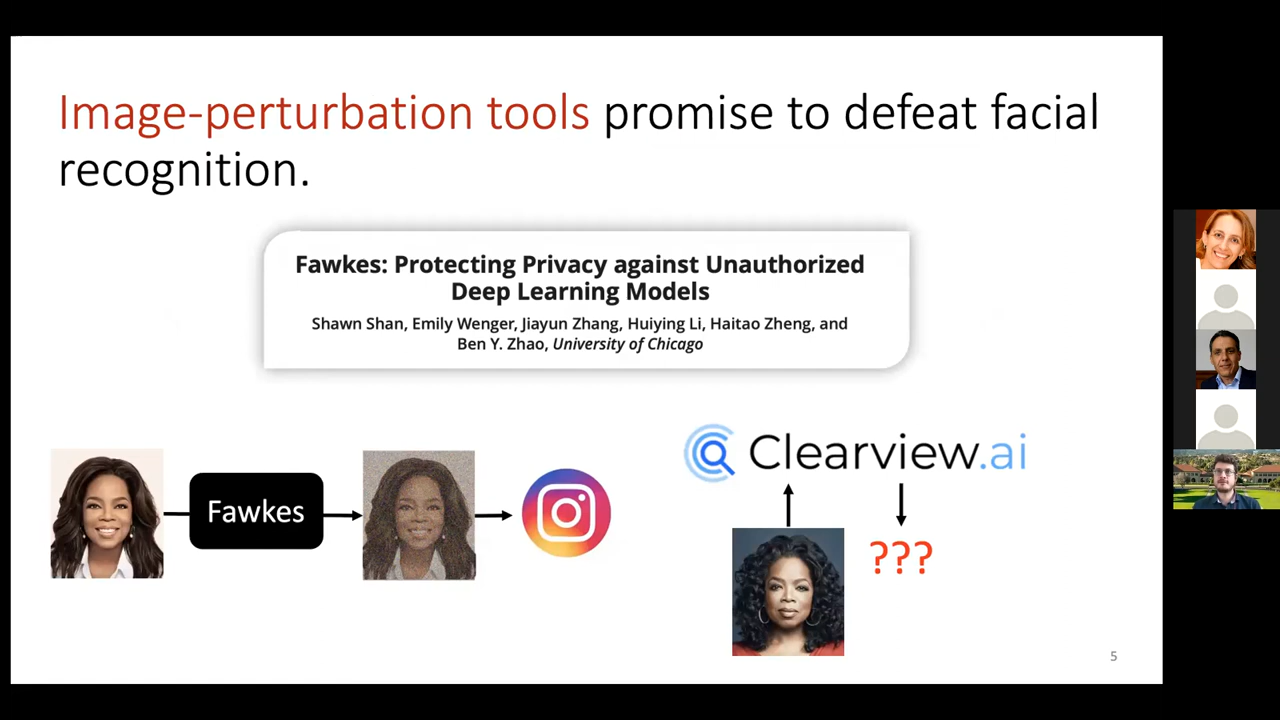 Image-perturbation tools promise to defeat facial
recognition.
Fawkes: Protecting Privacy against Unauthorized
Deep Learning Models
Shawn Shan, Emily Wenger, Jiayun Zhang, Huiying Li, Haitao Zheng, and
Ben Y. Zhao, University of Chicago
Clearview.ai
Fawkes
???
5